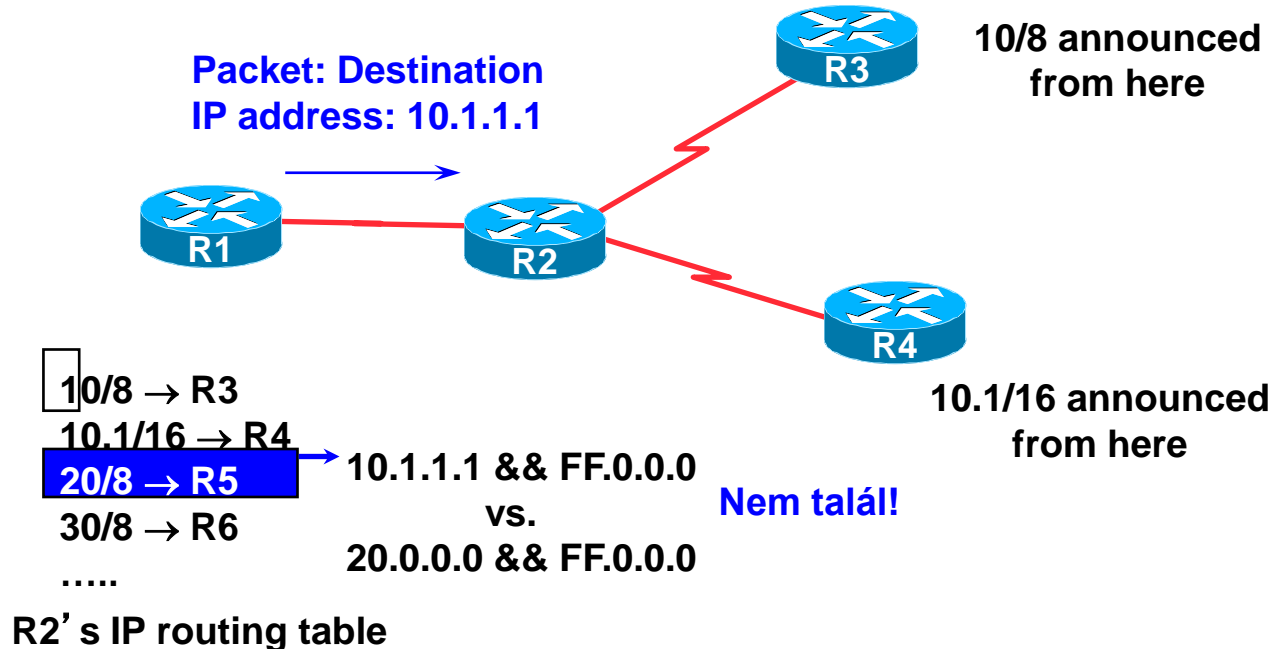 Packet: Destination
IP address: 10.1.1.1
R3
10/8 announced
from here
R1
R2
R4
10.1/16 announced
from here
10/8 → R3
10.1/16 → R4
20/8 → R5
30/8 → R6
…..
R2’s IP routing table
10.1.1.1 && FF.0.0.0
vs.
20.0.0.0 && FF.0.0.0
Nem talál!